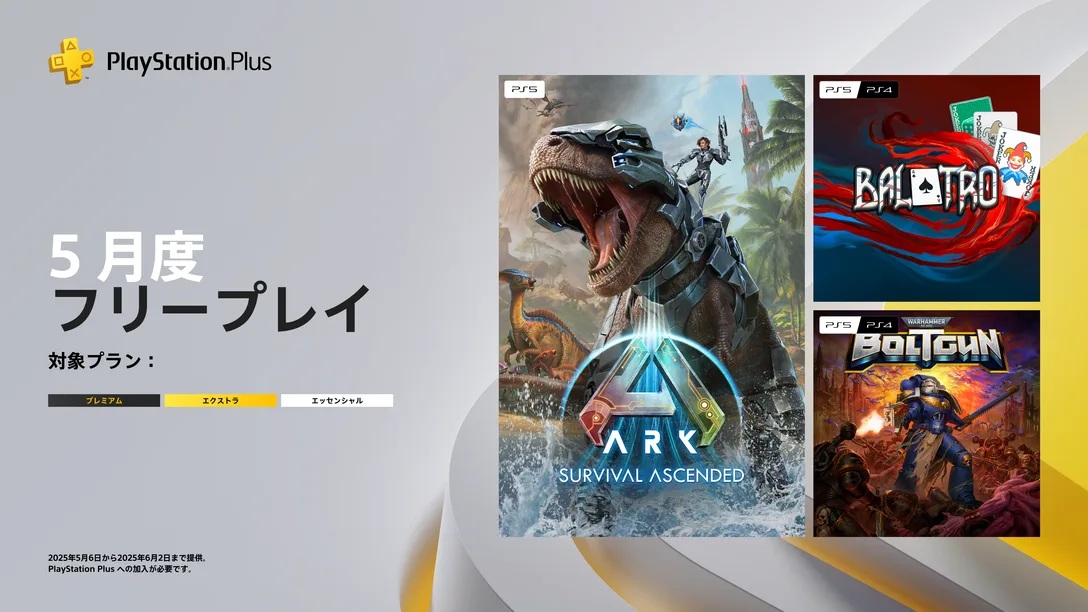 PlayStation Plus
5月度
フリープレイ
対象プラン：
プレミアム
エクストラ
エッセンシャル
2025年5月6日から2025年6月2日まで提供。
PlayStation Plus への加入が必要です。
PS5
ARK
SURVIVAL ASCENDED
PS5 PS4
JOKER
BALATRO
PS5 PS4
WARHAMMER
BOLTGUN